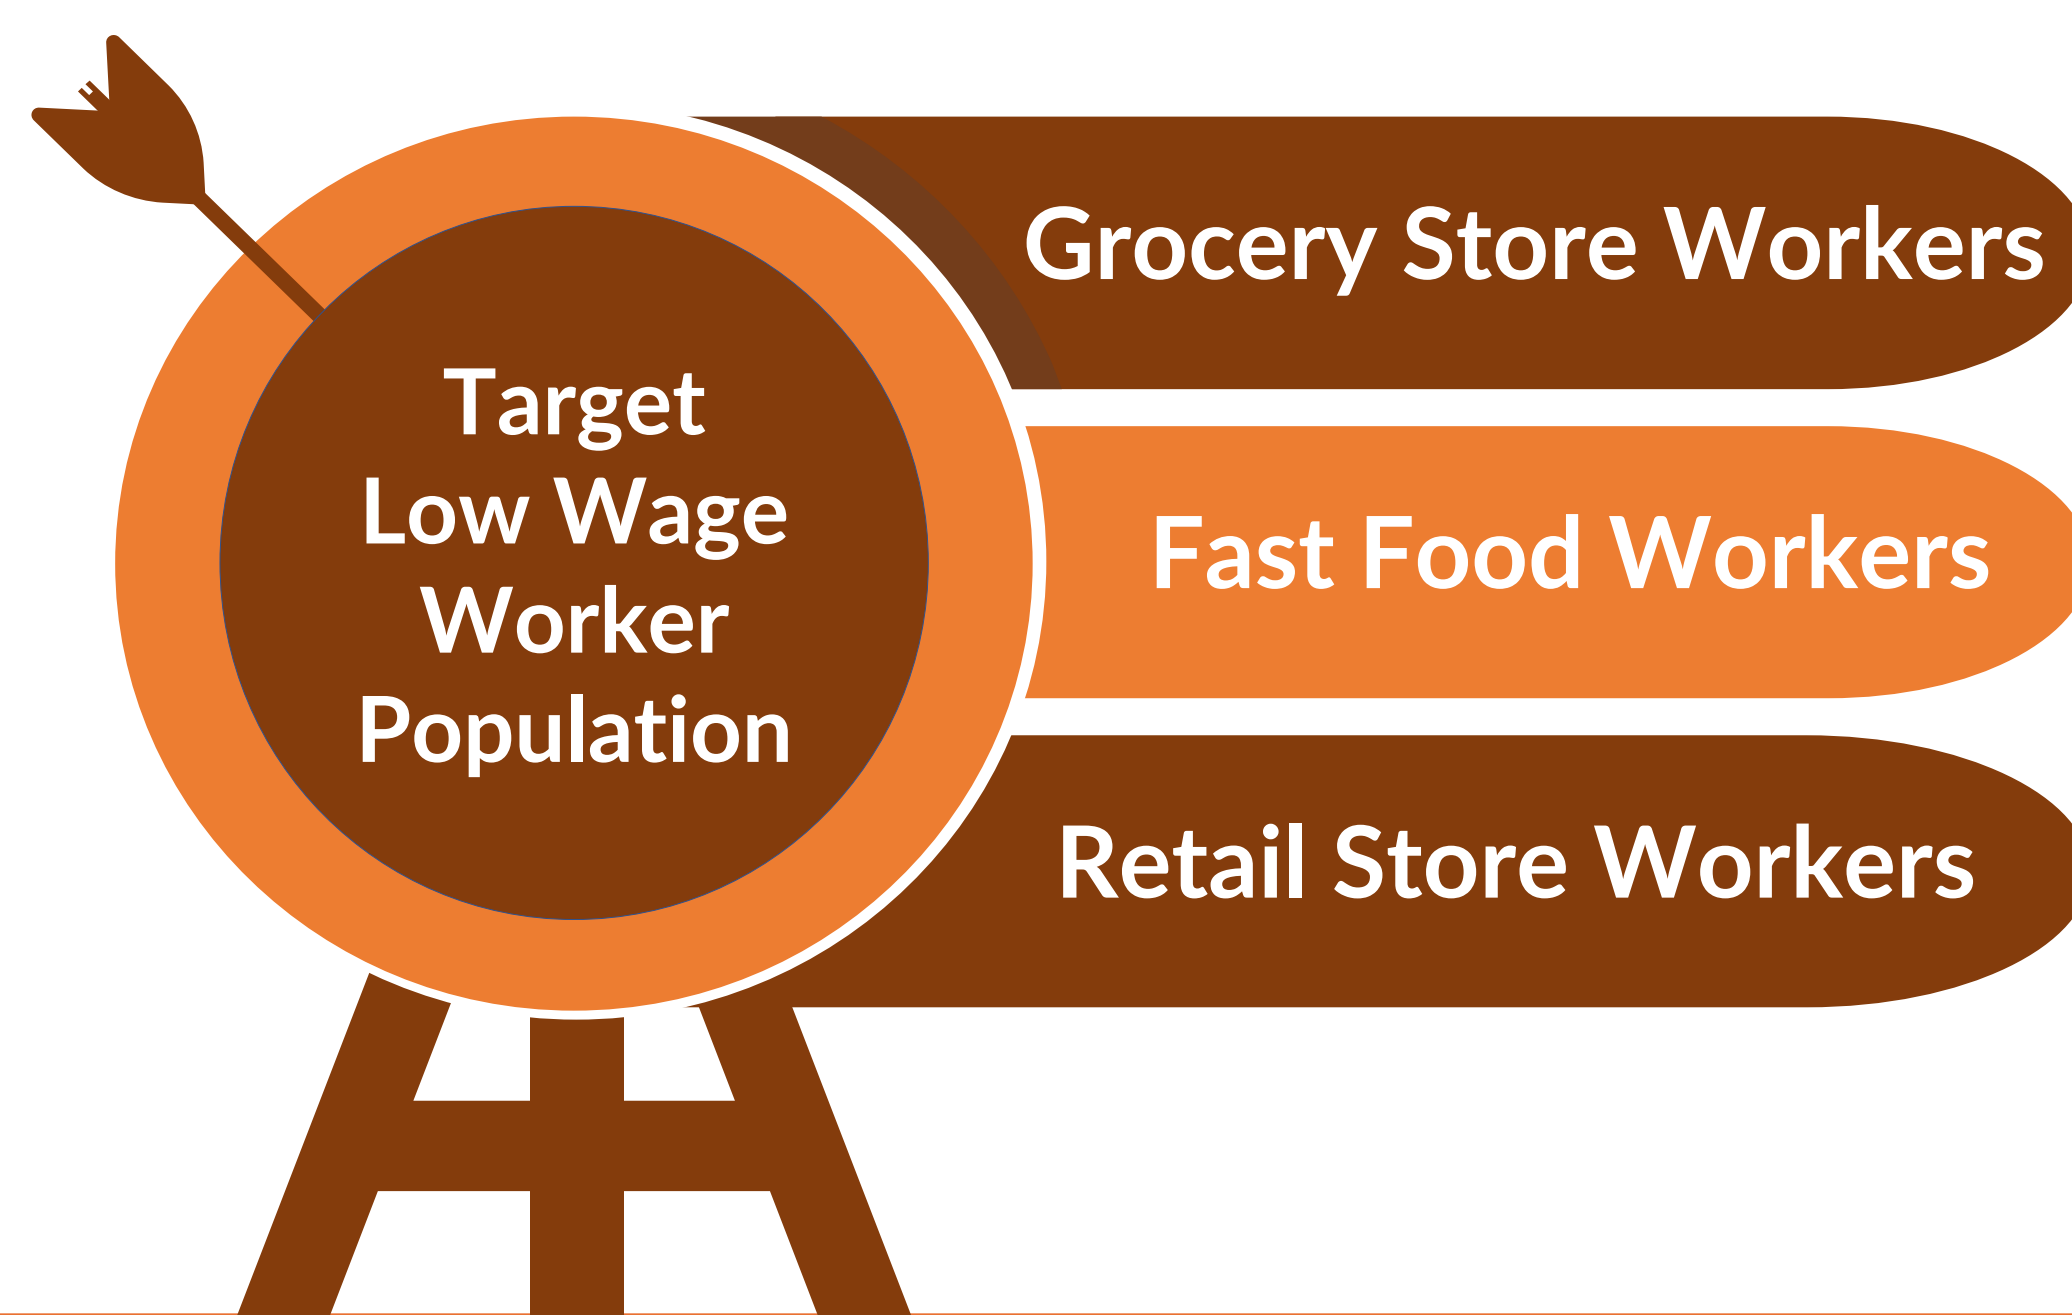 Target
Low Wage
Worker
Population
Grocery Store Workers
Fast Food Workers
Retail Store Workers